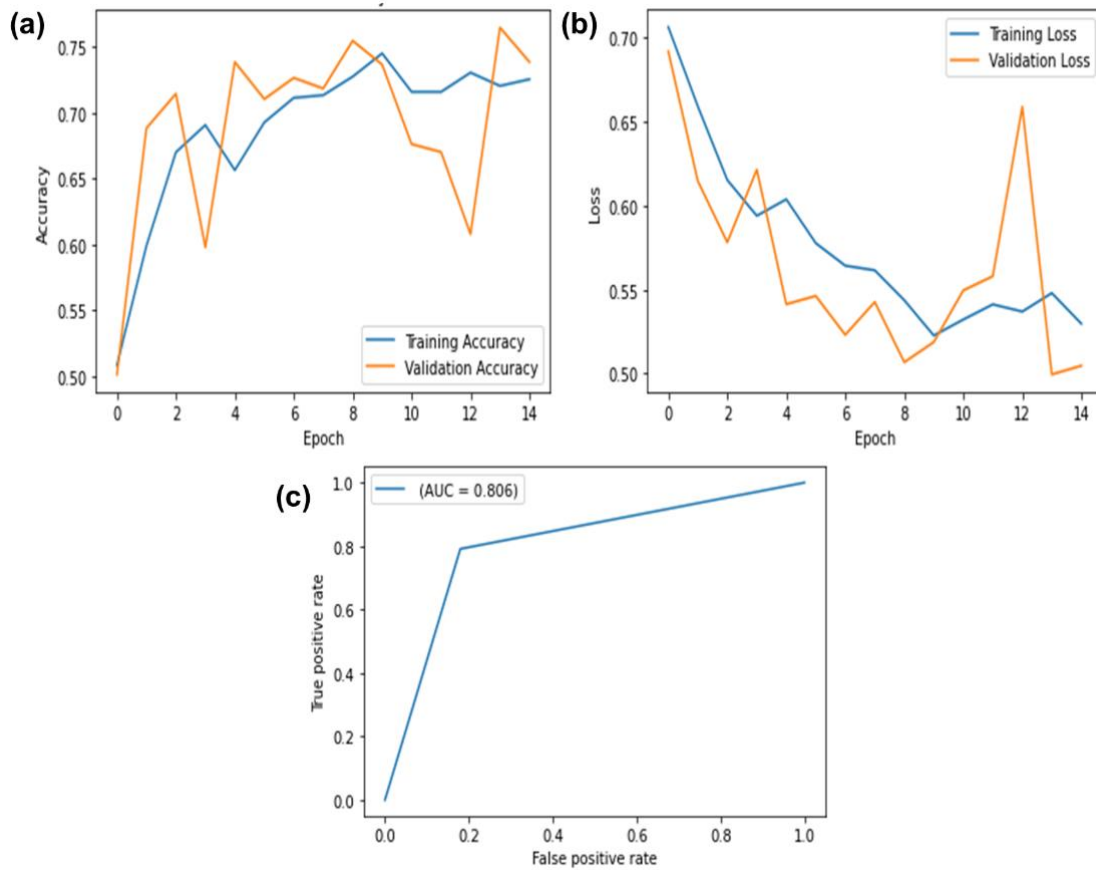 (a)
0.75
0.70
0.65
0.60
0.55
0.50
Accuracy
Training Accuracy
Validation Accuracy
0 2 4 6 8 10 12 14
Epoch
(b)
0.70
0.65
0.60
0.55
0.50
Loss
Training Loss
Validation Loss
0 2 4 6 8 10 12 14
Epoch
(c)
1.0
0.8
0.6
0.4
0.2
0.0
True positive rate
(AUC = 0.806)
0.0 0.2 0.4 0.6 0.8 1.0
False positive rate